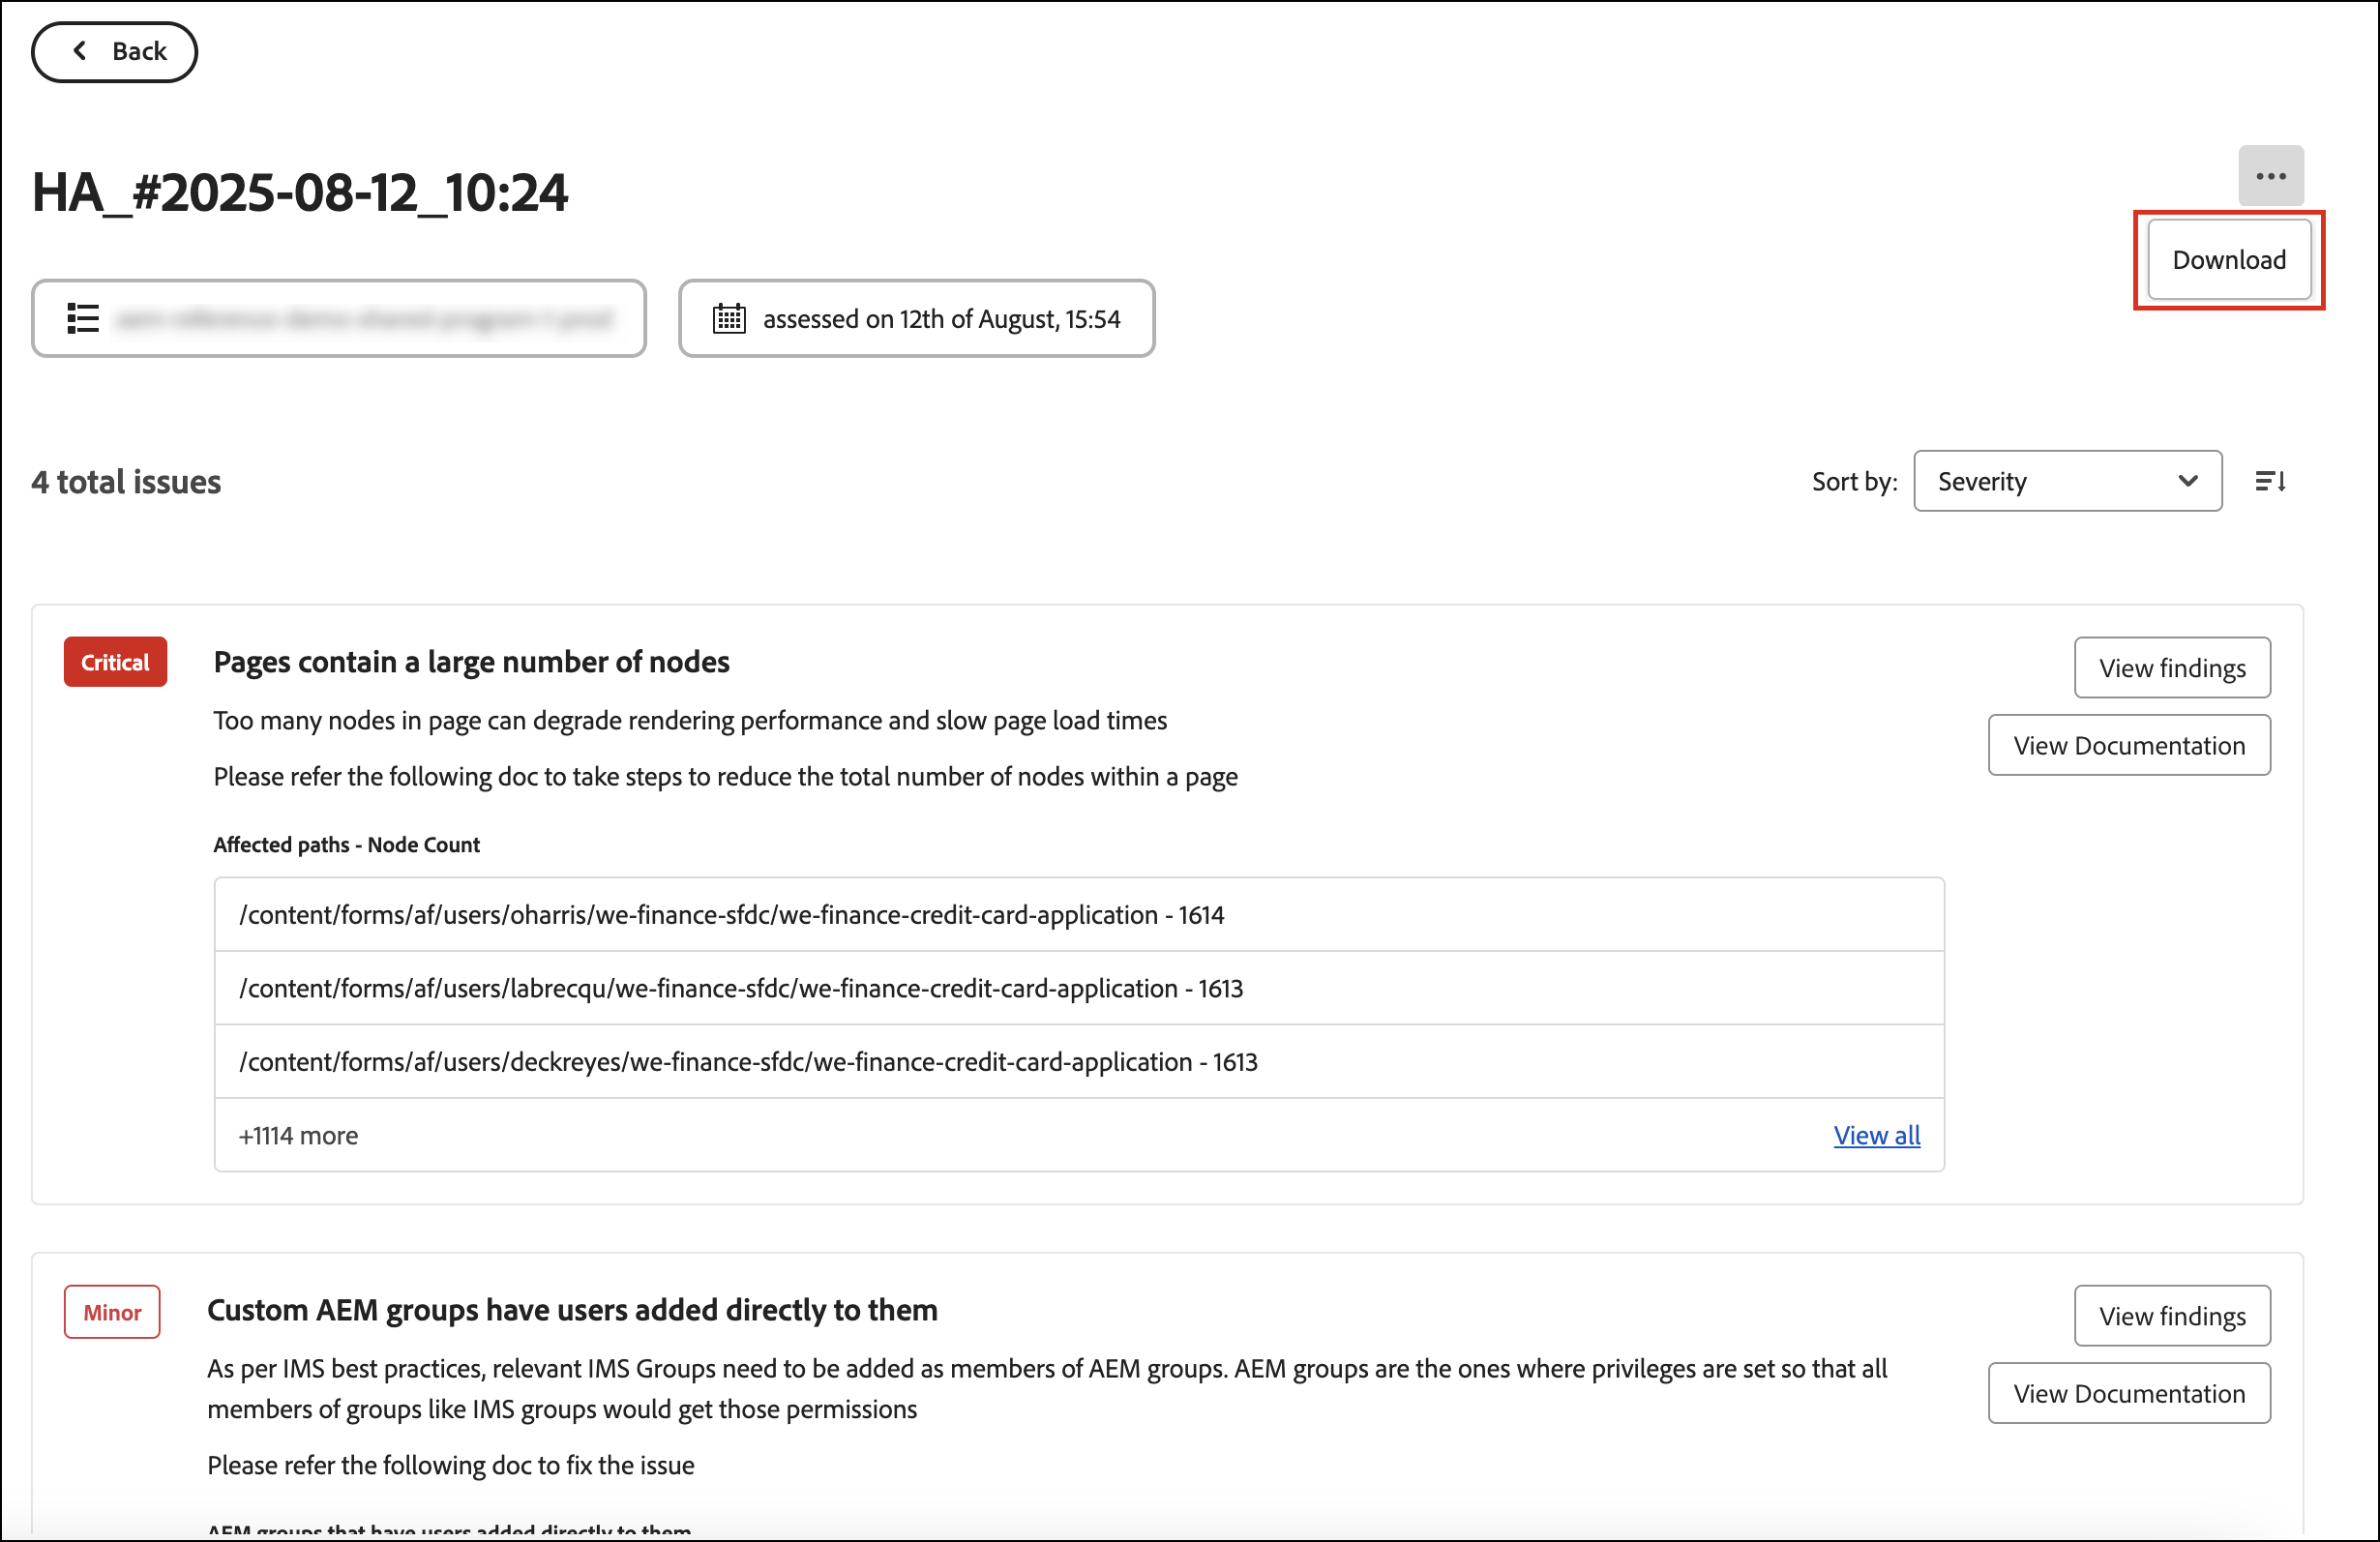 Back
HA_#2025-08-12_10:24
Download
assessed on 12th of August, 15:54
4 total issues
Sort by:
Severity
Critical
Pages contain a large number of nodes
View findings
Too many nodes in page can degrade rendering performance and slow page load times
View Documentation
Please refer the following doc to take steps to reduce the total number of nodes within a page
Affected paths - Node Count
/content/forms/af/users/oharris/we-finance-sfdc/we-finance-credit-card-application - 1614
/content/forms/af/users/labrecqu/we-finance-sfdc/we-finance-credit-card-application - 1613
/content/forms/af/users/deckreyes/we-finance-sfdc/we-finance-credit-card-application - 1613
+1114 more
View all
Minor
Custom AEM groups have users added directly to them
View findings
As per IMS best practices, relevant IMS Groups need to be added as members of AEM groups. AEM groups are the ones where privileges are set so that all
View Documentation
members of groups like IMS groups would get those permissions
Please refer the following doc to fix the issue
AEM groups that have users added directly to them